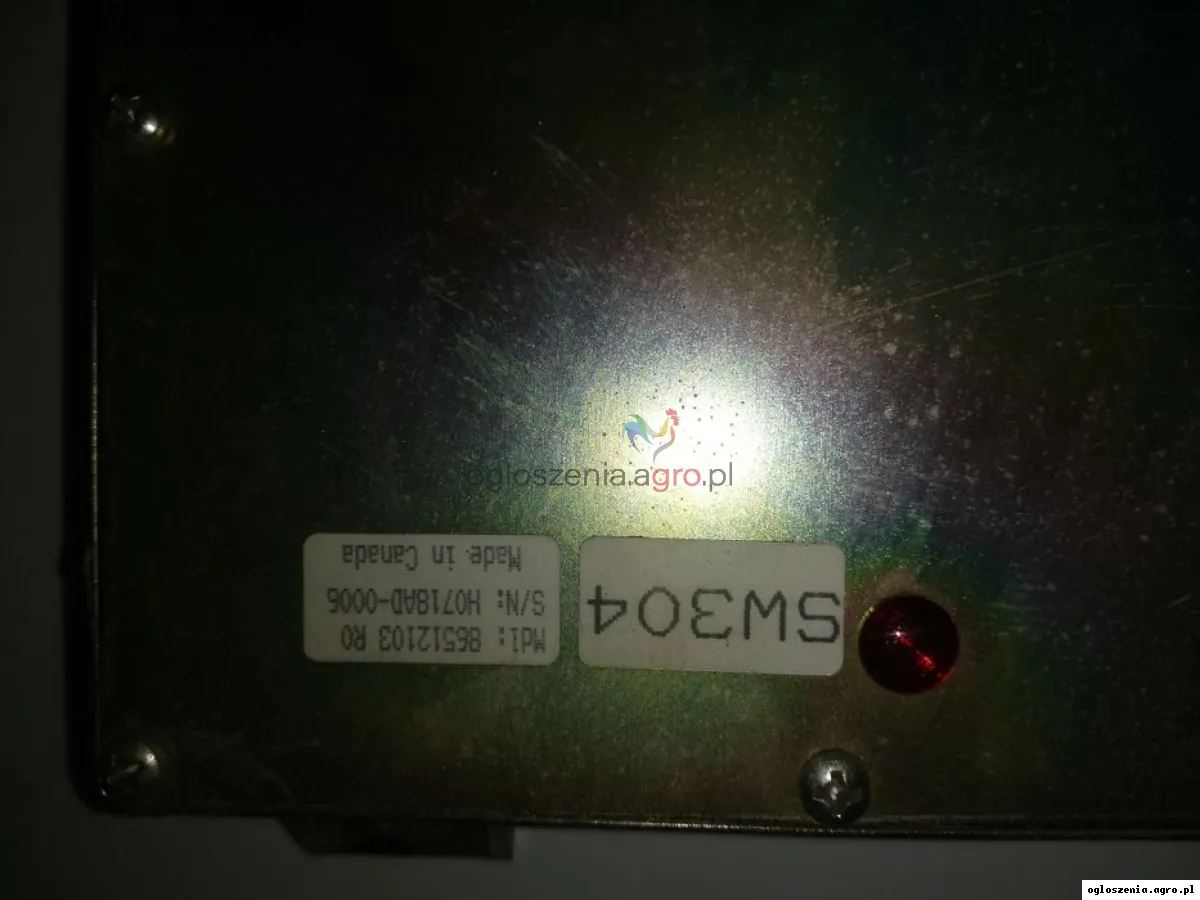 ogloszenia.agro.pl
SW304
Mdl: 86512103 R0
S/N: H0718AD-0006
Made in Canada
ogloszenia.agro.pl